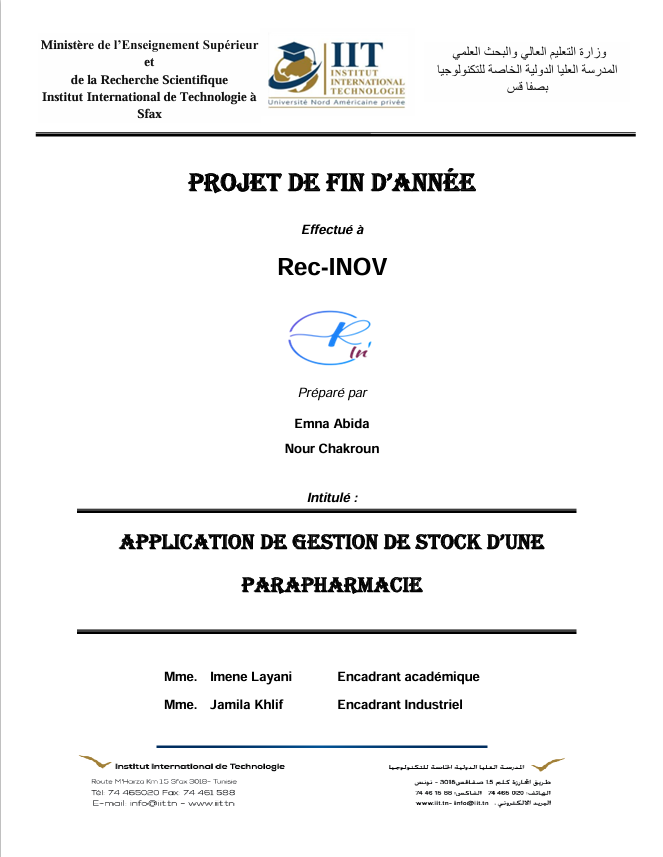 Ministère de l'Enseignement Supérieur
et
de la Recherche Scientifique
Institut International de Technologie à
Sfax
IIT
INSTITUT
INTERNATIONAL
TECHNOLOGIE
Université Nord Américaine privée
وزارة التعليم العالي والبحث العلمي
المدرسة العليا الدولية الخاصة للتكنولوجيا
بصفا قس
PROJET DE FIN D'ANNÉE
Effectué à
Rec-INOV
R
In'
Préparé par
Emna Abida
Nour Chakroun
Intitulé :
APPLICATION DE GESTION DE STOCK D'UNE
PARAPHARMACIE
Mme. Imene Layani Encadrant académique
Mme. Jamila Khlif Encadrant Industriel
Institut International de Technologie
Route M'Harza Km 1.5 Sfax 3018- Tunisie
Tél: 74 465020 Fax: 74 461 588
E-mail: info@iit.tn - www.iit.tn
المدرسة العليا الدولية الخاصة للتكنولوجيا
طريق المحارزة كلم 1.5 صفاقس 3018 - تونس
الهاتف: 020 465 74 الفاكس: 88 15 46 74
البريد الالكتروني : www.iit.tn- info@iit.tn